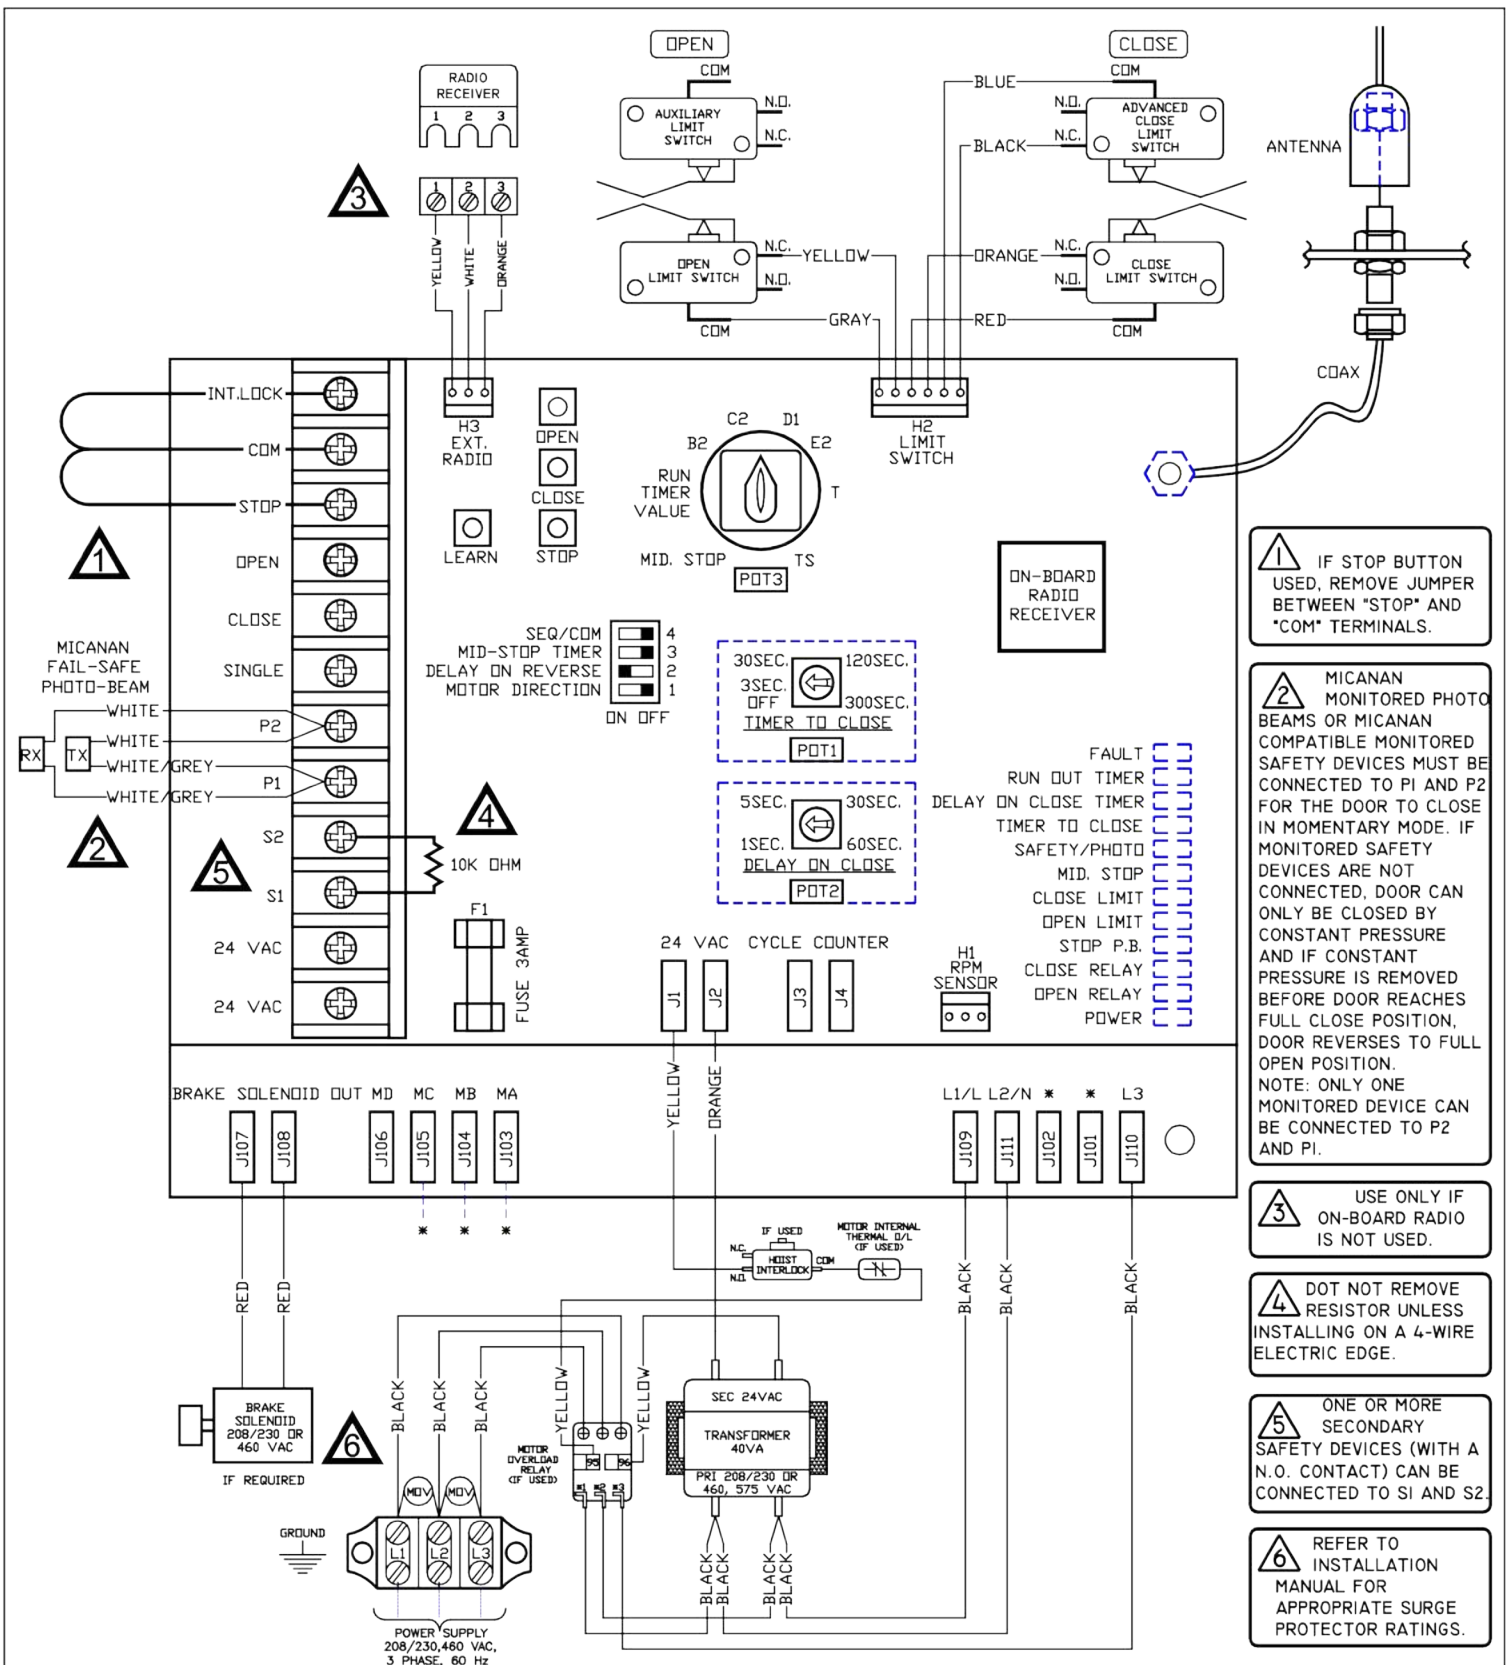 OPEN
CLOSE
RADIO
RECEIVER
1 2 3
1 2 3
3
YELLOW
WHITE
ORANGE
COM
AUXILIARY
LIMIT
SWITCH
N.O.
N.C.
OPEN
LIMIT SWITCH
N.C.
N.O.
COM
YELLOW
GRAY
BLUE
BLACK
ORANGE
RED
COM
N.O.
N.C.
ADVANCED
CLOSE
LIMIT
SWITCH
N.C.
N.O.
CLOSE
LIMIT SWITCH
COM
ANTENNA
COAX
INT.LOCK
COM
STOP
OPEN
CLOSE
SINGLE
P2
P1
S2
S1
24 VAC
24 VAC
1
MICANAN
FAIL-SAFE
PHOTO-BEAM
WHITE
WHITE
WHITE/GREY
WHITE/GREY
RX
TX
2
5
4
10K OHM
F1
FUSE 3AMP
H3
EXT.
RADIO
OPEN
CLOSE
STOP
LEARN
C2
D1
B2
E2
RUN
TIMER
VALUE
T
MID. STOP
TS
POT3
H2
LIMIT
SWITCH
ON-BOARD
RADIO
RECEIVER
SEQ/COM 4
MID-STOP TIMER 3
DELAY ON REVERSE 2
MOTOR DIRECTION 1
ON OFF
30SEC.
120SEC.
3SEC.
OFF
300SEC.
TIMER TO CLOSE
POT1
5SEC.
30SEC.
1SEC.
60SEC.
DELAY ON CLOSE
POT2
FAULT
RUN OUT TIMER
DELAY ON CLOSE TIMER
TIMER TO CLOSE
SAFETY/PHOTO
MID. STOP
CLOSE LIMIT
OPEN LIMIT
STOP P.B.
CLOSE RELAY
OPEN RELAY
POWER
24 VAC
CYCLE COUNTER
J1
J2
J3
J4
H1
RPM
SENSOR
BRAKE SOLENOID OUT MD MC MB MA
J107
J108
J106
J105
J104
J103
* * *
YELLOW
ORANGE
L1/L L2/N * * L3
J109
J111
J102
J101
J110
RED
RED
BRAKE
SOLENOID
208/230 OR
460 VAC
IF REQUIRED
6
IF USED
N.C.
N.O.
HOIST
INTERLOCK
COM
MOTOR INTERNAL
THERMAL O/L
(IF USED)
BLACK
BLACK
BLACK
BLACK
BLACK
BLACK
YELLOW
YELLOW
MOTOR
OVERLOAD
RELAY
(IF USED)
95
96
*1 *2 *3
SEC 24VAC
TRANSFORMER
40VA
PRI 208/230 OR
460, 575 VAC
BLACK
BLACK
BLACK
BLACK
MOV
MOV
GROUND
L1
L2
L3
POWER SUPPLY
208/230,460 VAC,
3 PHASE, 60 Hz
1 IF STOP BUTTON
USED, REMOVE JUMPER
BETWEEN "STOP" AND
"COM" TERMINALS.
MICANAN
2 MONITORED PHOTO
BEAMS OR MICANAN
COMPATIBLE MONITORED
SAFETY DEVICES MUST BE
CONNECTED TO P1 AND P2
FOR THE DOOR TO CLOSE
IN MOMENTARY MODE. IF
MONITORED SAFETY
DEVICES ARE NOT
CONNECTED, DOOR CAN
ONLY BE CLOSED BY
CONSTANT PRESSURE
AND IF CONSTANT
PRESSURE IS REMOVED
BEFORE DOOR REACHES
FULL CLOSE POSITION,
DOOR REVERSES TO FULL
OPEN POSITION.
NOTE: ONLY ONE
MONITORED DEVICE CAN
BE CONNECTED TO P2
AND P1.
3 USE ONLY IF
ON-BOARD RADIO
IS NOT USED.
4 DOT NOT REMOVE
RESISTOR UNLESS
INSTALLING ON A 4-WIRE
ELECTRIC EDGE.
5 ONE OR MORE
SECONDARY
SAFETY DEVICES (WITH A
N.O. CONTACT) CAN BE
CONNECTED TO S1 AND S2.
6 REFER TO
INSTALLATION
MANUAL FOR
APPROPRIATE SURGE
PROTECTOR RATINGS.